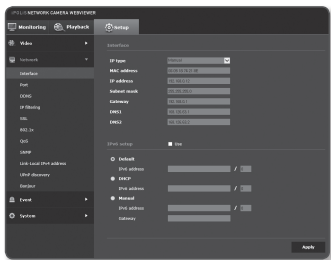 iPOLiS NETWORK CAMERA WEBVIEWER
Monitoring
Playback
Setup
Video
Network
Interface
Port
DDNS
IP filtering
SSL
802.1x
QoS
SNMP
Link-Local IPv4 address
UPnP discovery
Bonjour
Event
System
Interface
IP type
MAC address
IP address
Subnet mask
Gateway
DNS1
DNS2
IPv6 setup
Use
Default
IPv6 address
/
DHCP
IPv6 address
/
Manual
IPv6 address
/
Gateway
Apply